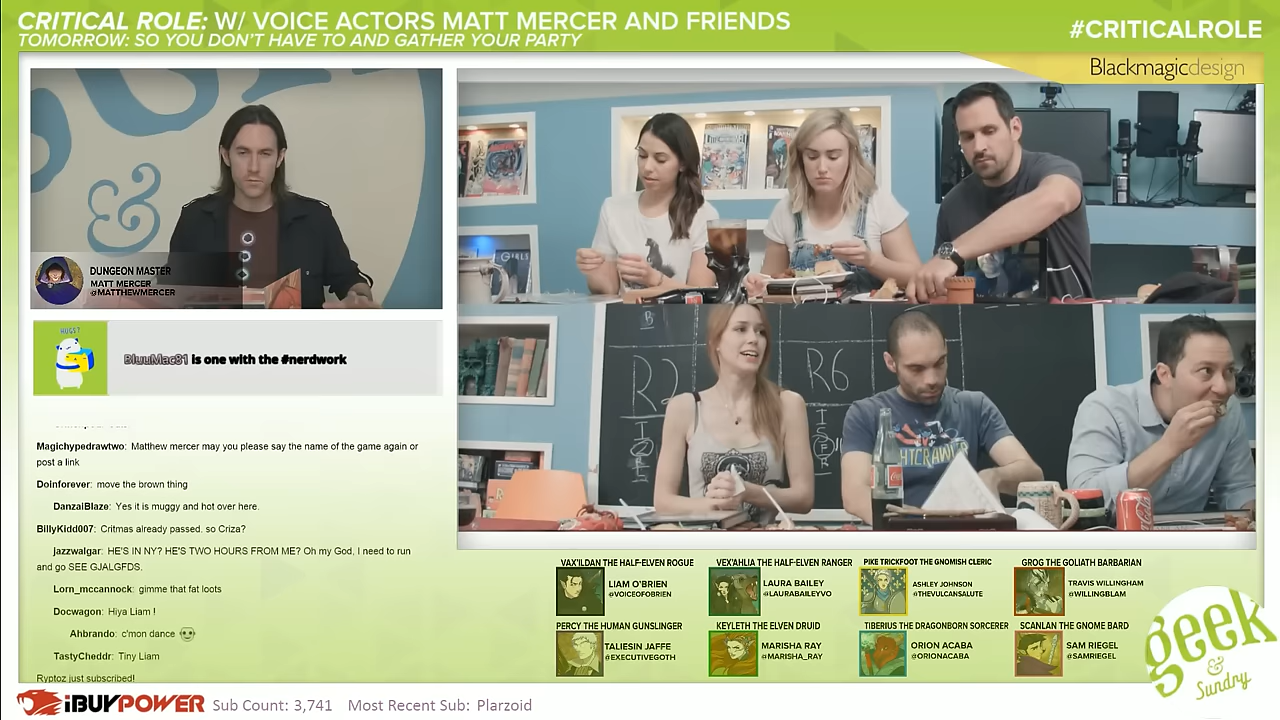 CRITICAL ROLE: W/ VOICE ACTORS MATT MERCER AND FRIENDS
TOMORROW: SO YOU DON'T HAVE TO AND GATHER YOUR PARTY
#CRITICALROLE
Blackmagicdesign
&
DUNGEON MASTER
MATT MERCER
@MATTHEWMERCER
HUGS?
BluuMac81 is one with the #nerdwork
Magichypedrawtwo: Matthew mercer may you please say the name of the game again or
post a link
Doinforever: move the brown thing
DanzaiBlaze: Yes it is muggy and hot over here.
BillyKidd007: Critmas already passed. so Criza?
jazzwalgar: HE'S IN NY? HE'S TWO HOURS FROM ME? Oh my God, I need to run
and go SEE GJALGFDS.
Lorn_mccannock: gimme that fat loots
Docwagon: Hiya Liam !
Ahbrando: c'mon dance
TastyCheddr: Tiny Liam
Ryptoz just subscribed!
B
R2
R6
VAX'ILDAN THE HALF-ELVEN ROGUE
LIAM O'BRIEN
@VOICEOFOBRIEN
VEX'AHLIA THE HALF-ELVEN RANGER
LAURA BAILEY
@LAURABAILEYVO
PIKE TRICKFOOT THE GNOMISH CLERIC
ASHLEY JOHNSON
@THEVULCANSALUTE
GROG THE GOLIATH BARBARIAN
TRAVIS WILLINGHAM
@WILLINGBLAM
PERCY THE HUMAN GUNSLINGER
TALIESIN JAFFE
@EXECUTIVEGOTH
KEYLETH THE ELVEN DRUID
MARISHA RAY
@MARISHA_RAY
TIBERIUS THE DRAGONBORN SORCERER
ORION ACABA
@ORIONACABA
SCANLAN THE GNOME BARD
SAM RIEGEL
@SAMRIEGEL
geek
&
Sundry
iBUYPOWER
Sub Count: 3,741 Most Recent Sub: Plarzoid